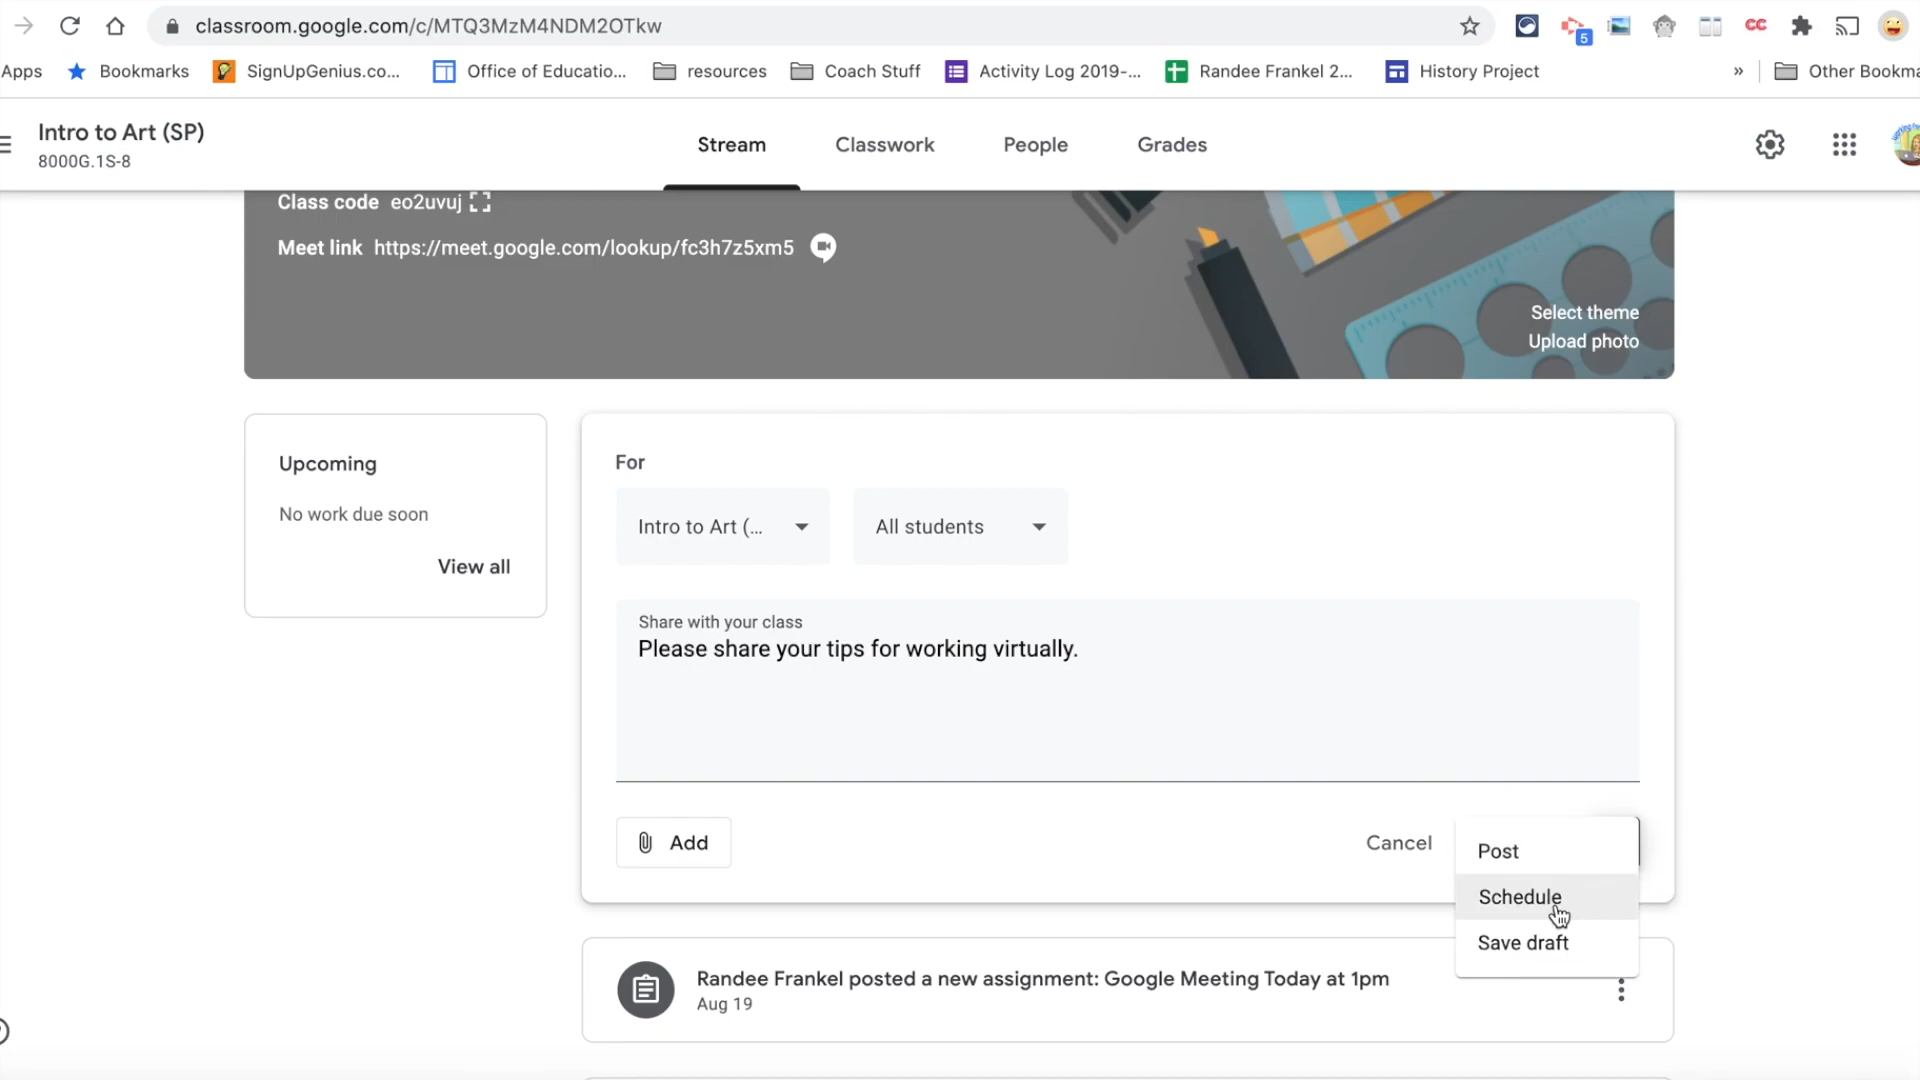 classroom.google.com/c/MTQ3MzM4NDM2OTkw
5
CC
Apps
Bookmarks
SignUpGenius.co...
Office of Educatio...
resources
Coach Stuff
Activity Log 2019-...
Randee Frankel 2...
History Project
»
Other Bookma
Intro to Art (SP)
8000G.1S-8
Stream
Classwork
People
Grades
Class code eo2uvuj
Meet link https://meet.google.com/lookup/fc3h7z5xm5
Select theme
Upload photo
Upcoming
No work due soon
View all
For
Intro to Art (...
All students
Share with your class
Please share your tips for working virtually.
Add
Cancel
Post
Schedule
Save draft
Randee Frankel posted a new assignment: Google Meeting Today at 1pm
Aug 19